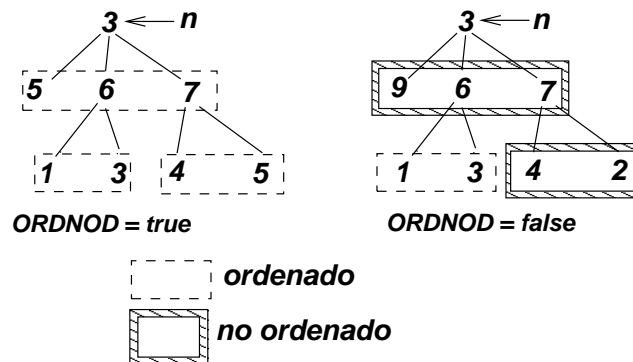 3 n 3 n
5 6 7 9 6 7
1 3 4 5 1 3 4 2
ORDNOD = true ORDNOD = false
ordenado
no ordenado